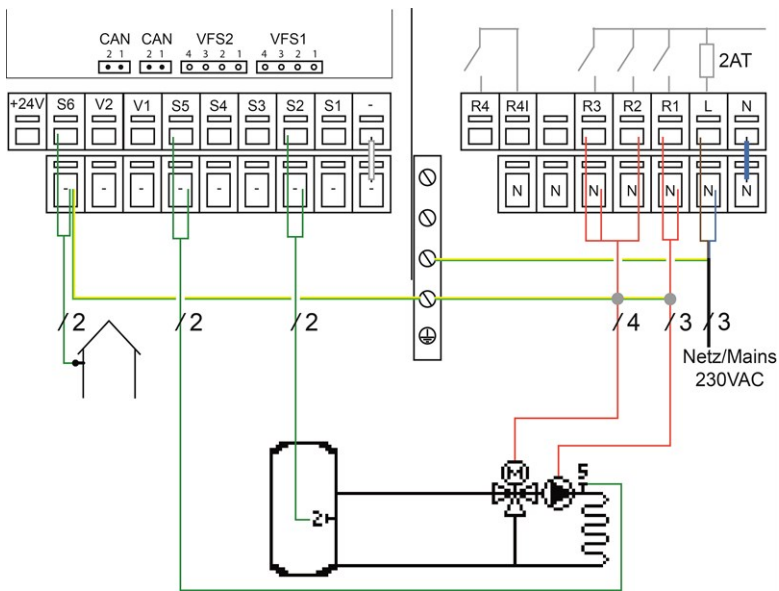 CAN CAN VFS2 VFS1
2 1 2 1 4 3 2 1 4 3 2 1
2AT
+24V S6 V2 V1 S5 S4 S3 S2 S1 -
R4 R4I R3 R2 R1 L N
- - - - - - - - -
N N N N N N N
/2 /2 /2 /4 /3 /3
Netz/Mains
230VAC
M
5
2